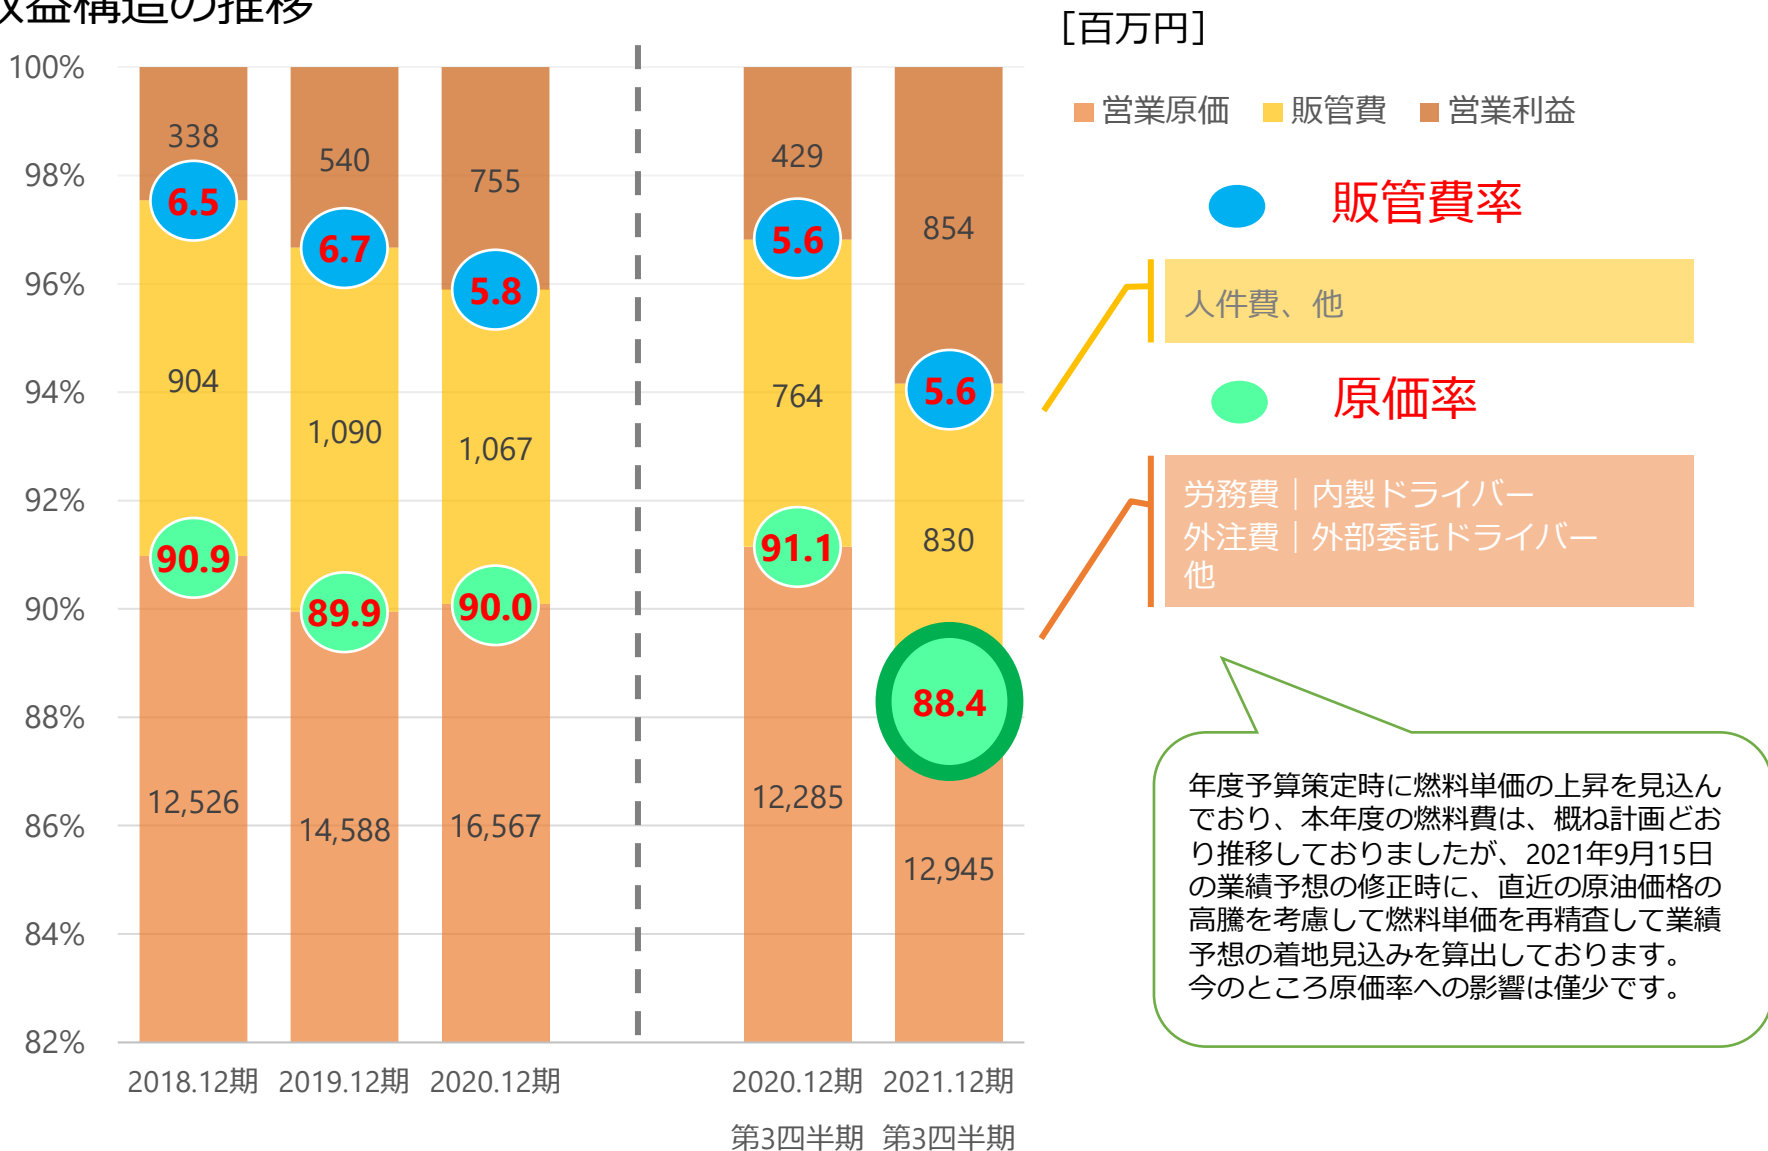 収益構造の推移
［百万円］
100%
98%
96%
94%
92%
90%
88%
86%
84%
82%
338
6.5
904
90.9
12,526
540
6.7
1,090
89.9
14,588
755
5.8
1,067
90.0
16,567
429
5.6
764
91.1
12,285
854
5.6
830
88.4
12,945
2018.12期
2019.12期
2020.12期
2020.12期
第3四半期
2021.12期
第3四半期
営業原価 販管費 営業利益
販管費率
人件費、他
原価率
労務費｜内製ドライバー
外注費｜外部委託ドライバー
他
年度予算策定時に燃料単価の上昇を見込ん
でおり、本年度の燃料費は、概ね計画どお
り推移しておりましたが、2021年9月15日
の業績予想の修正時に、直近の原油価格の
高騰を考慮して燃料単価を再精査して業績
予想の着地見込みを算出しております。
今のところ原価率への影響は僅少です。